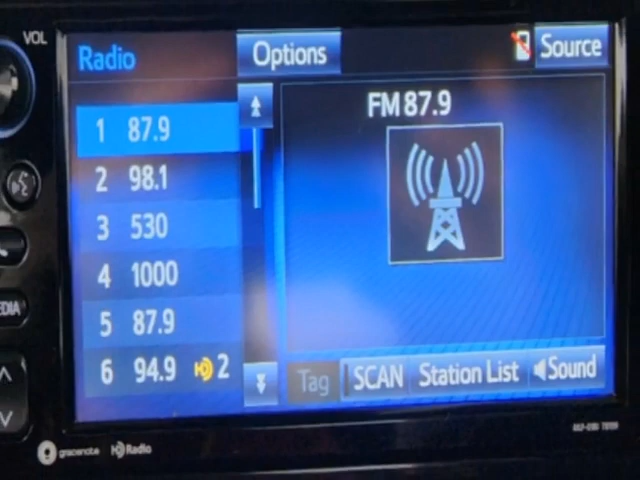 VOL
Radio
Options
Source
FM 87.9
1 87.9
2 98.1
3 530
4 1000
5 87.9
6 94.9 2
Tag
SCAN
Station List
Sound
gracenote
HD Radio